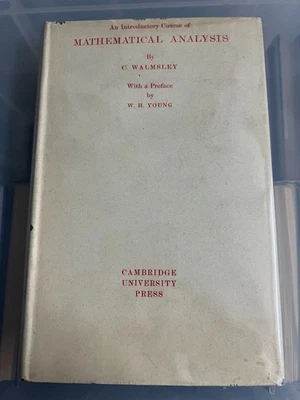 An Introductory Course of
MATHEMATICAL ANALYSIS
By
C. WALMSLEY
With a Preface
by
W. H. YOUNG
CAMBRIDGE
UNIVERSITY
PRESS